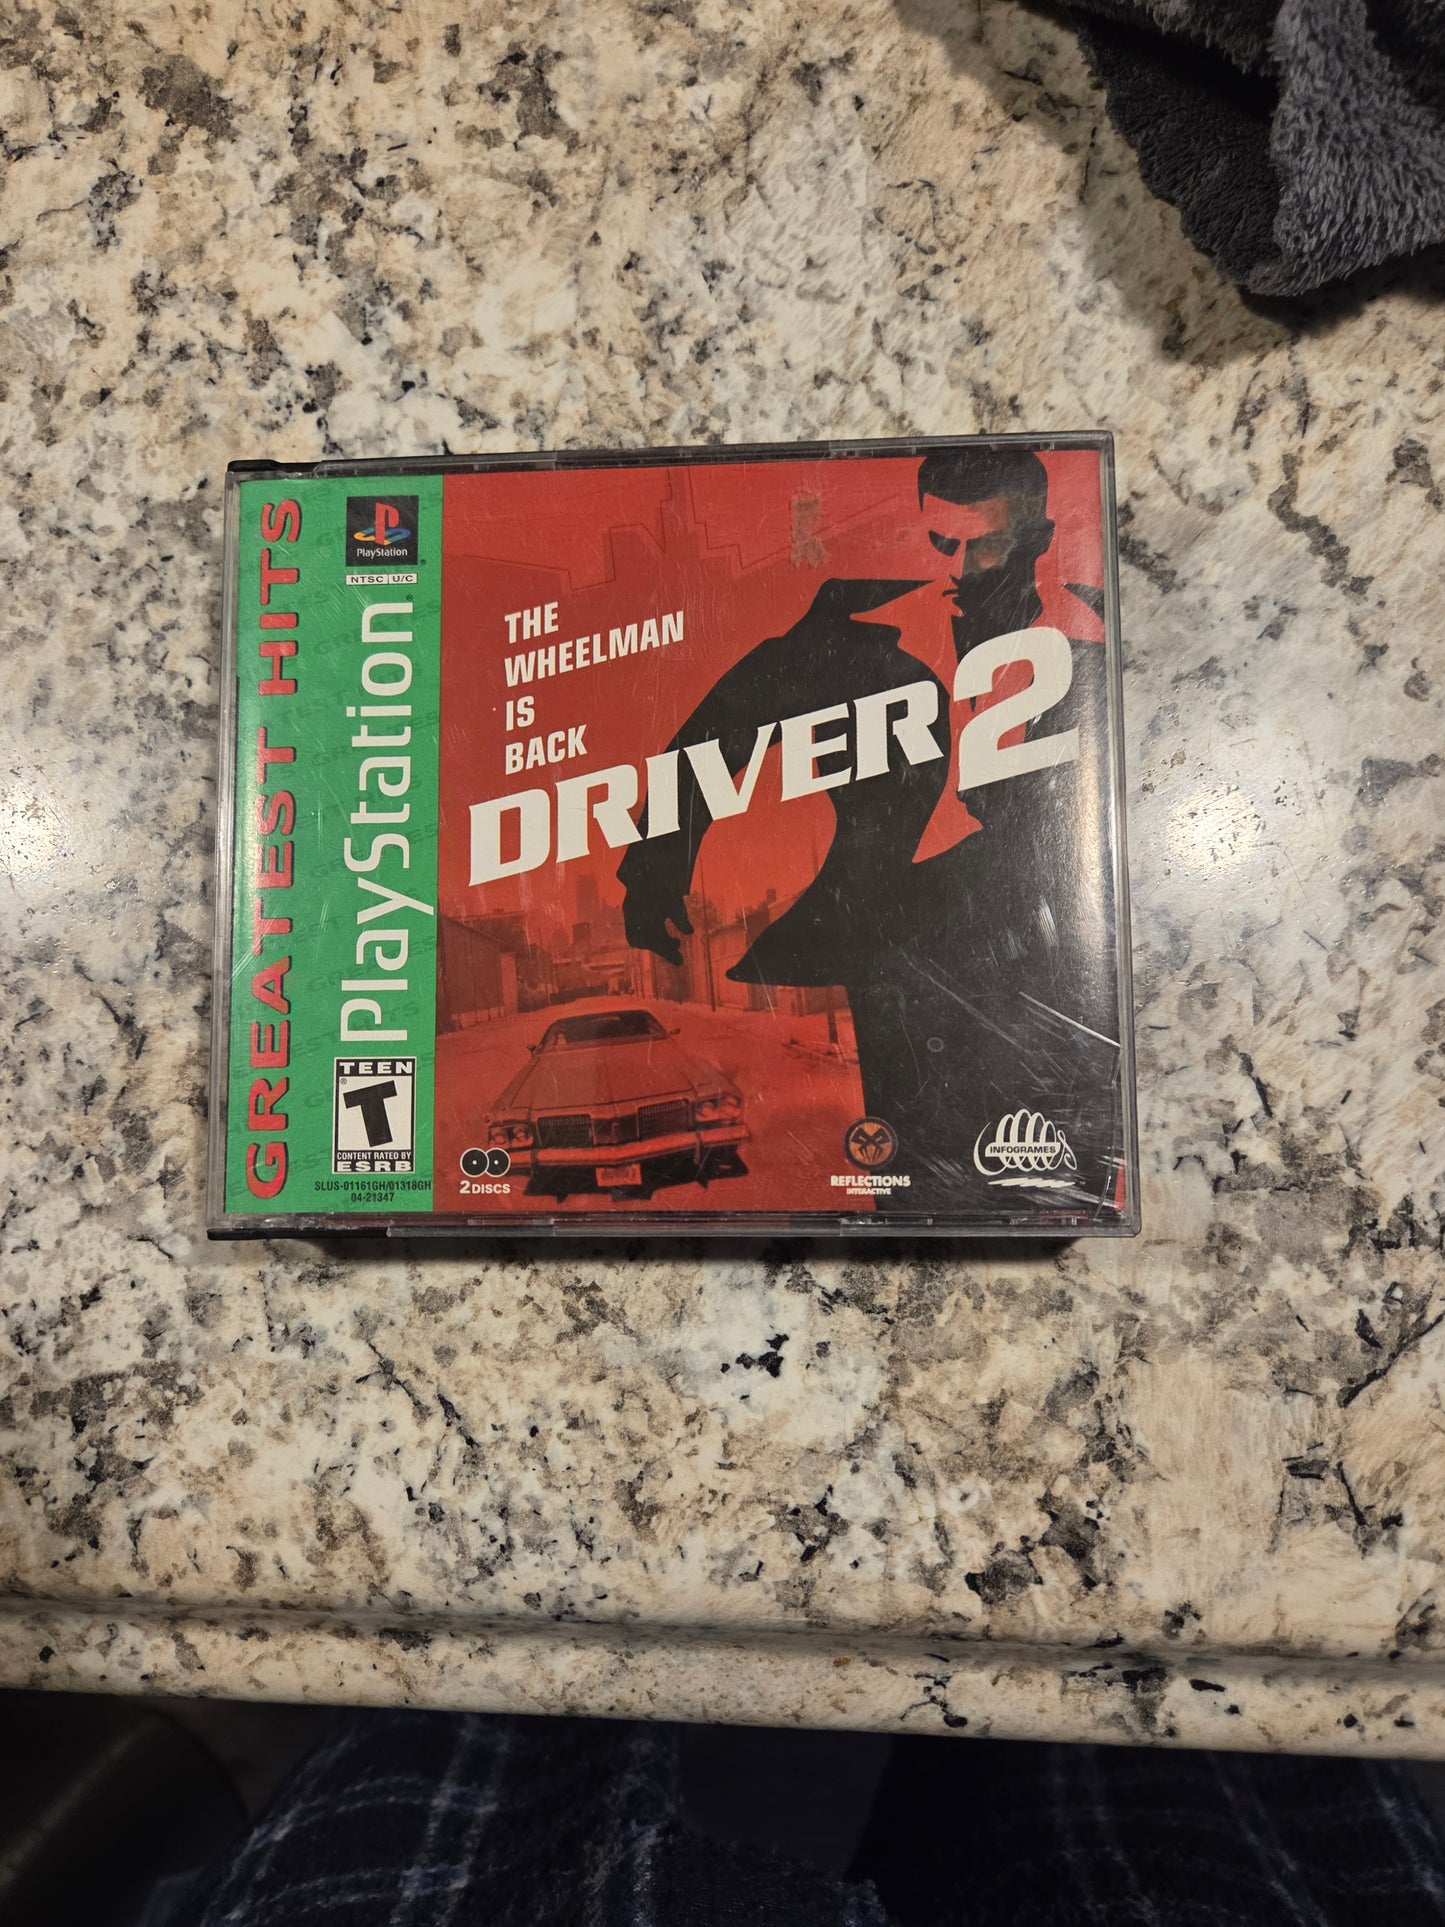 GREATEST HITS
PlayStation
NTSC U/C
PlayStation
THE
WHEELMAN
IS
BACK
DRIVER 2
TEEN
T
CONTENT RATED BY
ESRB
SLUS-01161GH/01318GH
04-21347
2 DISCS
REFLECTIONS
INTERACTIVE
INFOGRAMES